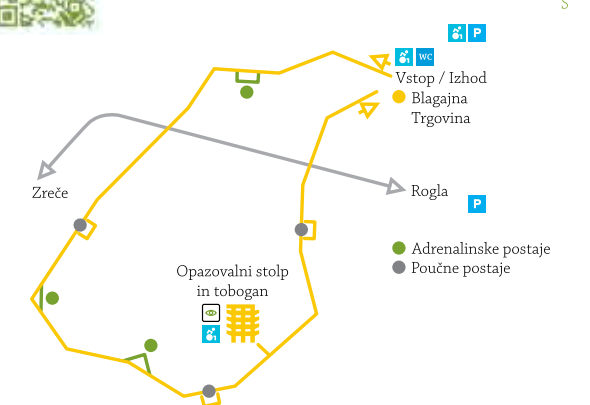 S
P
WC
Vstop / Izhod
Blagajna
Trgovina
Zreče
Rogla
P
Adrenalinske postaje
Poučne postaje
Opazovalni stolp
in tobogan